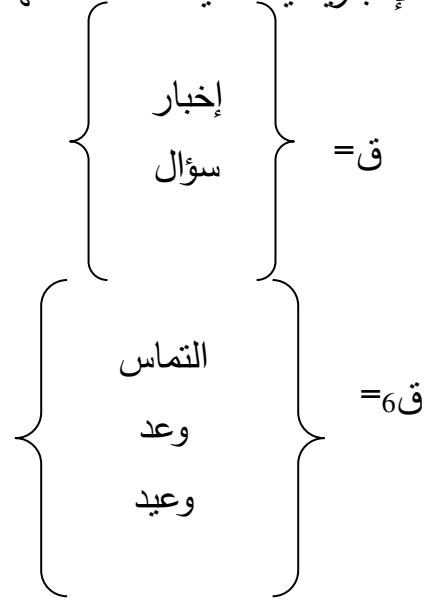 إخبار
ق=
سؤال
التماس
ق6=
وعد
وعيد